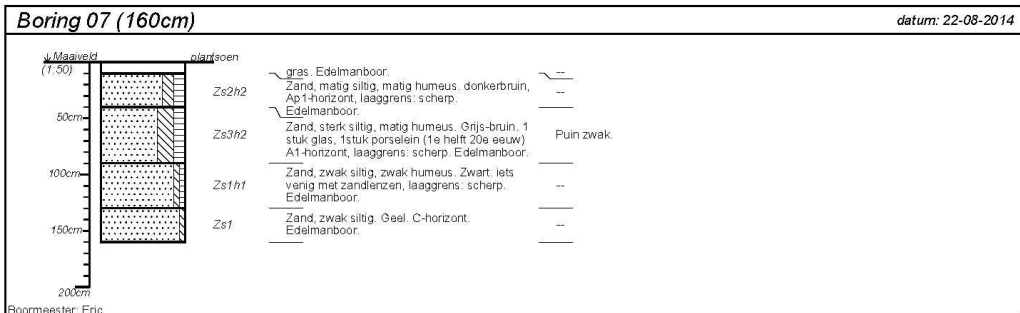 Boring 07 (160cm) datum: 22-08-2014
Maaiveld plantsoen
(1:50) gras. Edelmanboor. --
Zs2h2 Zand, matig siltig, matig humeus. donkerbruin, --
Ap1-horizont, laaggrens: scherp.
Edelmanboor.
50cm
Zs3h2 Zand, sterk siltig, matig humeus. Grijs-bruin. 1 Puin zwak.
stuk glas, 1stuk porselein (1e helft 20e eeuw)
A1-horizont, laaggrens: scherp. Edelmanboor.
100cm
Zs1h1 Zand, zwak siltig, zwak humeus. Zwart. iets --
venig met zandlenzen, laaggrens: scherp.
Edelmanboor.
150cm
Zs1 Zand, zwak siltig. Geel. C-horizont. --
Edelmanboor.
200cm
Boormeester: Eric